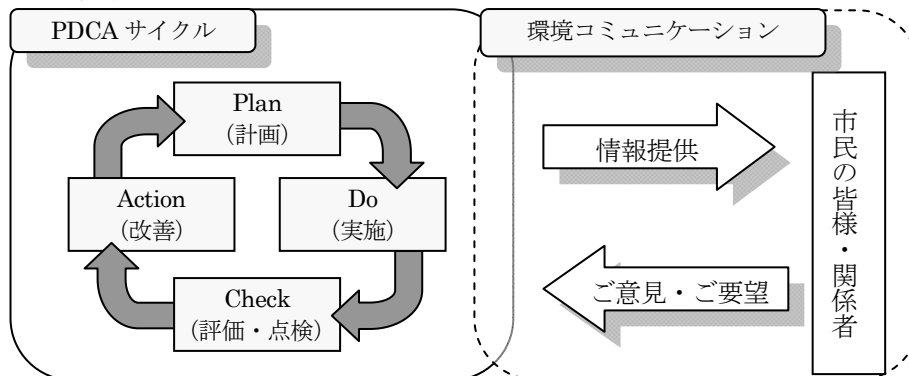 PDCA サイクル
環境コミュニケーション
Plan
(計画)
Action
(改善)
Do
(実施)
Check
(評価・点検)
情報提供
ご意見・ご要望
市民の皆様・関係者